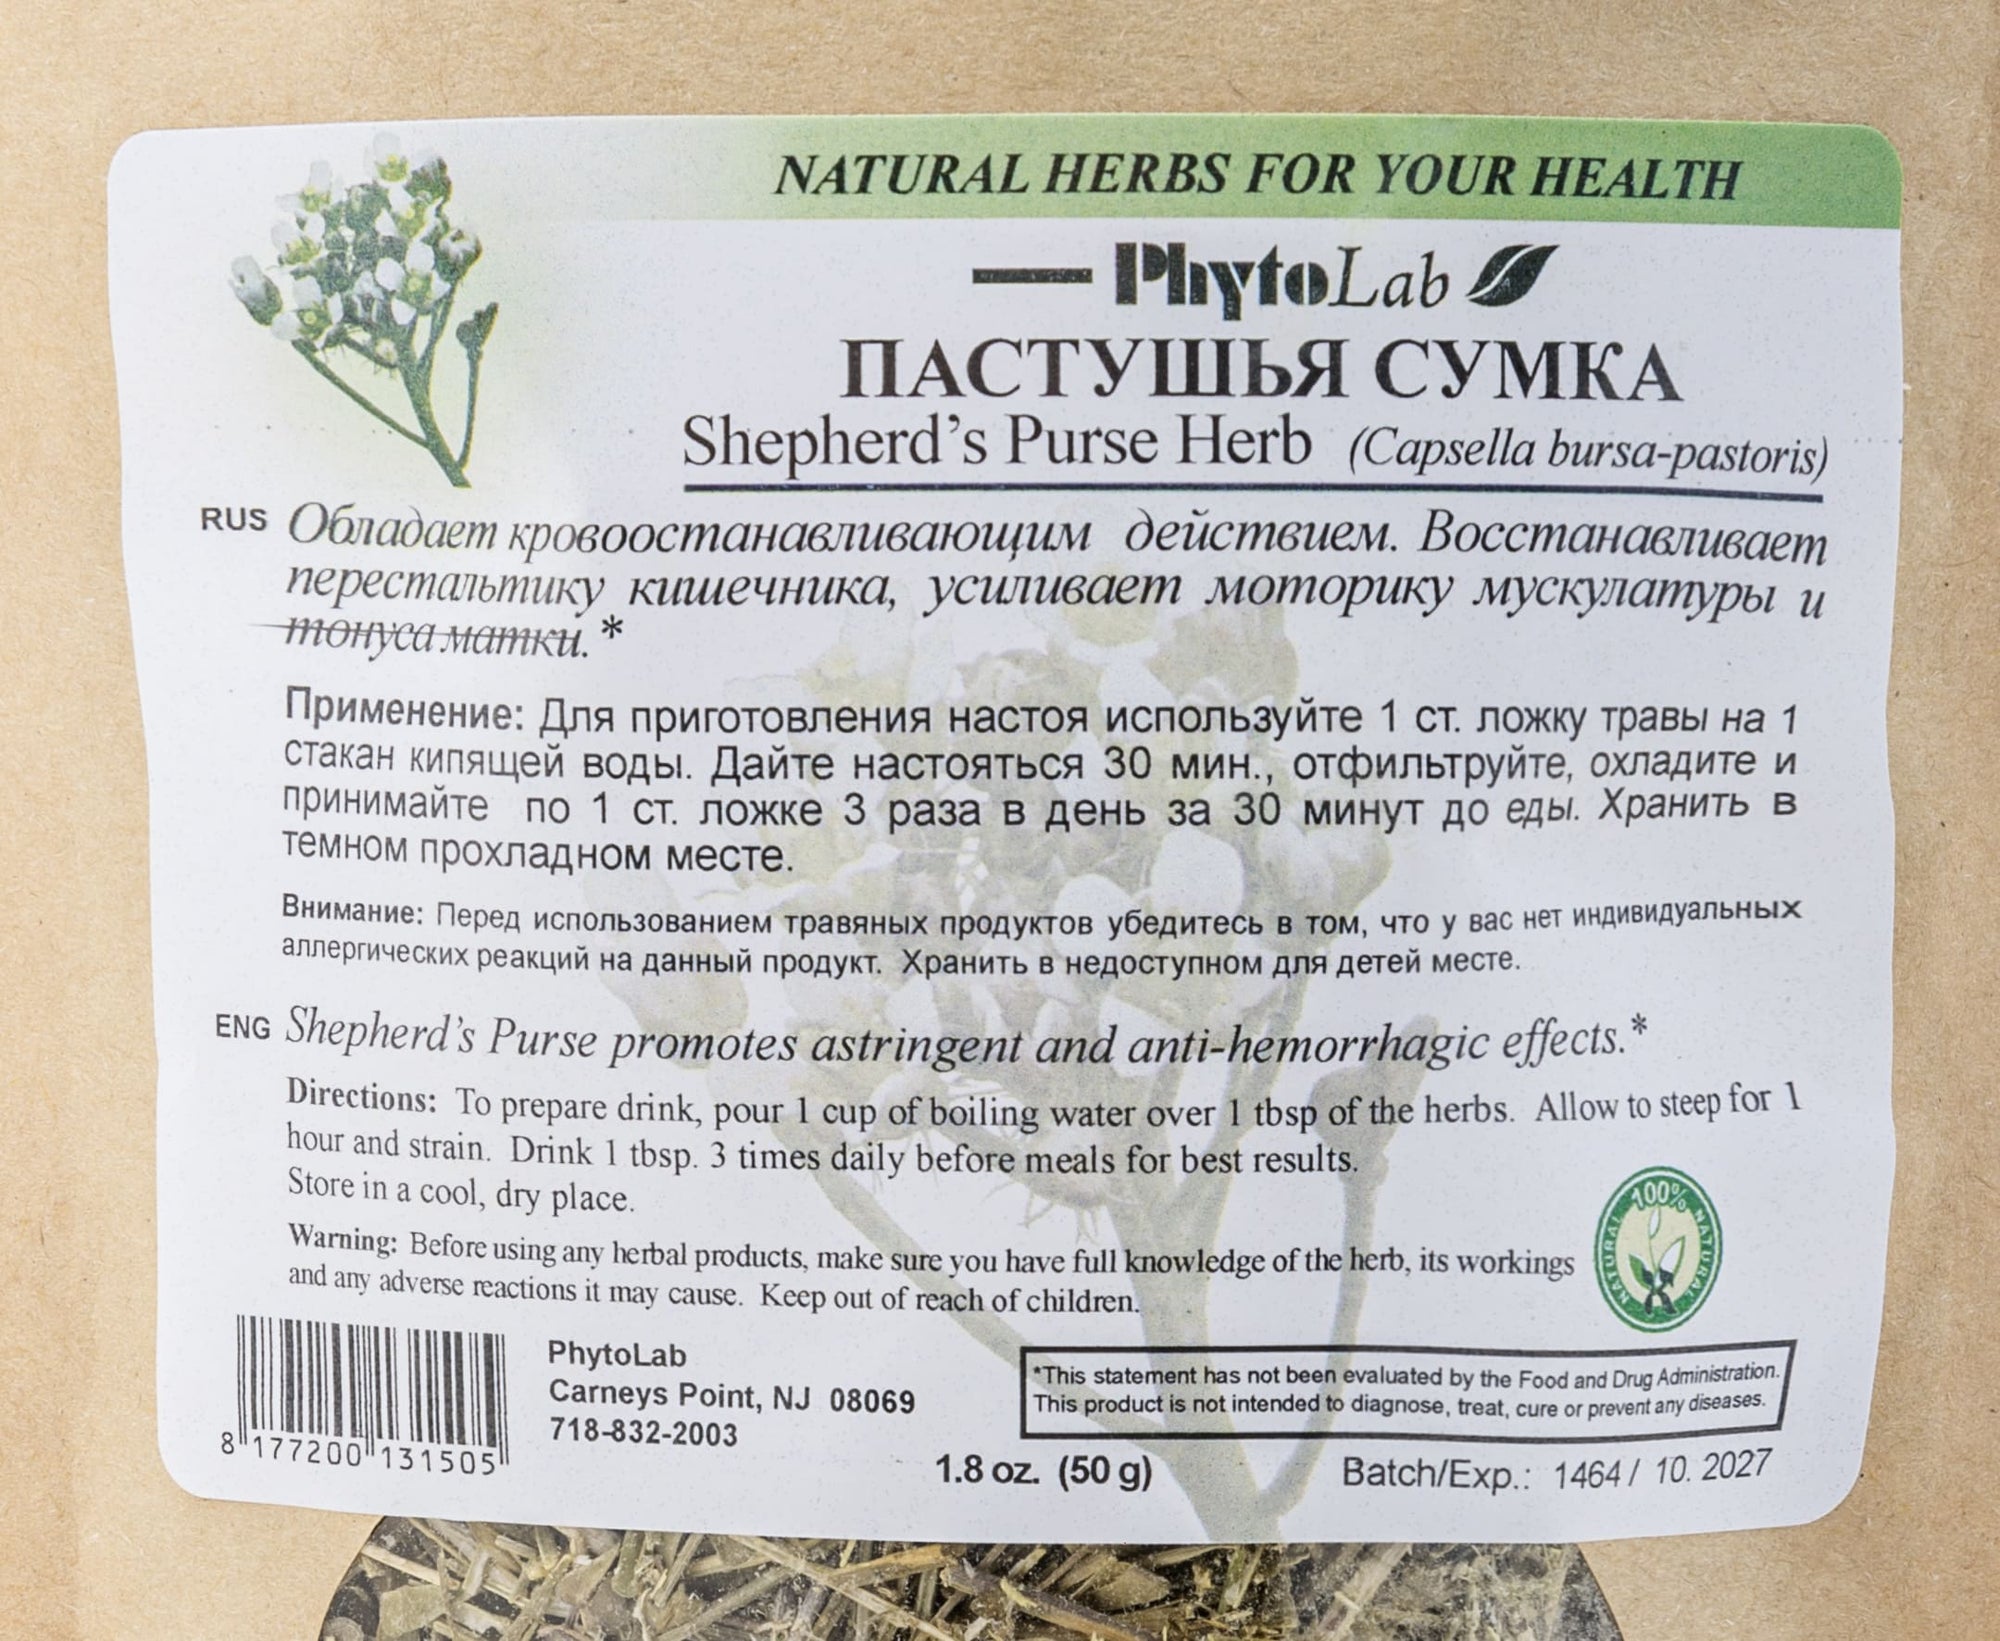 NATURAL HERBS FOR YOUR HEALTH
PhytoLab
ПАСТУШЬЯ СУМКА
Shepherd's Purse Herb (Capsella bursa-pastoris)
RUS Обладает кровоостанавливающим действием. Восстанавливает
перестальтику кишечника, усиливает моторику мускулатуры и
тонуса матки. *
Применение: Для приготовления настоя используйте 1 ст. ложку травы на 1
стакан кипящей воды. Дайте настояться 30 мин., отфильтруйте, охладите и
принимайте по 1 ст. ложке 3 раза в день за 30 минут до еды. Хранить в
темном прохладном месте.
Внимание: Перед использованием травяных продуктов убедитесь в том, что у вас нет индивидуальных
аллергических реакций на данный продукт. Хранить в недоступном для детей месте.
ENG Shepherd's Purse promotes astringent and anti-hemorrhagic effects.*
Directions: To prepare drink, pour 1 cup of boiling water over 1 tbsp of the herbs. Allow to steep for 1
hour and strain. Drink 1 tbsp. 3 times daily before meals for best results.
Store in a cool, dry place.
Warning: Before using any herbal products, make sure you have full knowledge of the herb, its workings
and any adverse reactions it may cause. Keep out of reach of children.
100% NATURAL NATURAL
8 177200 131505
PhytoLab
Carneys Point, NJ 08069
718-832-2003
*This statement has not been evaluated by the Food and Drug Administration.
This product is not intended to diagnose, treat, cure or prevent any diseases.
1.8 oz. (50 g)
Batch/Exp.: 1464 / 10. 2027